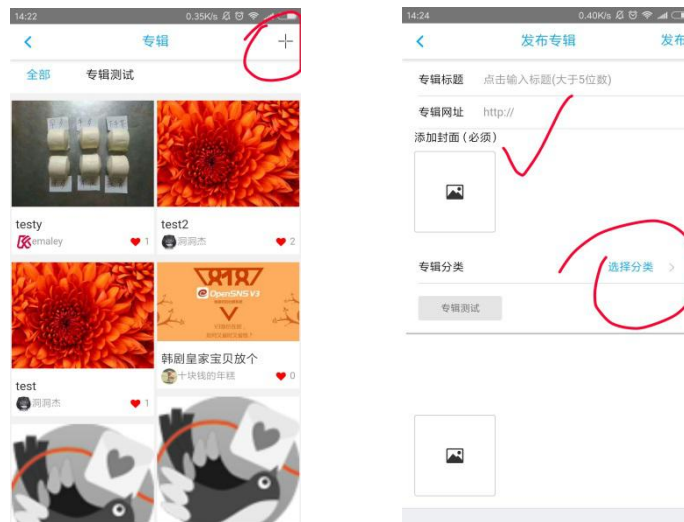 14:22
0.35K/s
专辑
全部 专辑测试
testy
emaley 1
test2
洞洞杰 2
test
洞洞杰 1
8187
OpenSNS V3
韩剧皇家宝贝放个
十块钱的年糕 0
14:24
0.40K/s
发布专辑
发布
专辑标题 点击输入标题(大于5位数)
专辑网址 http://
添加封面(必须)
专辑分类 选择分类
专辑测试